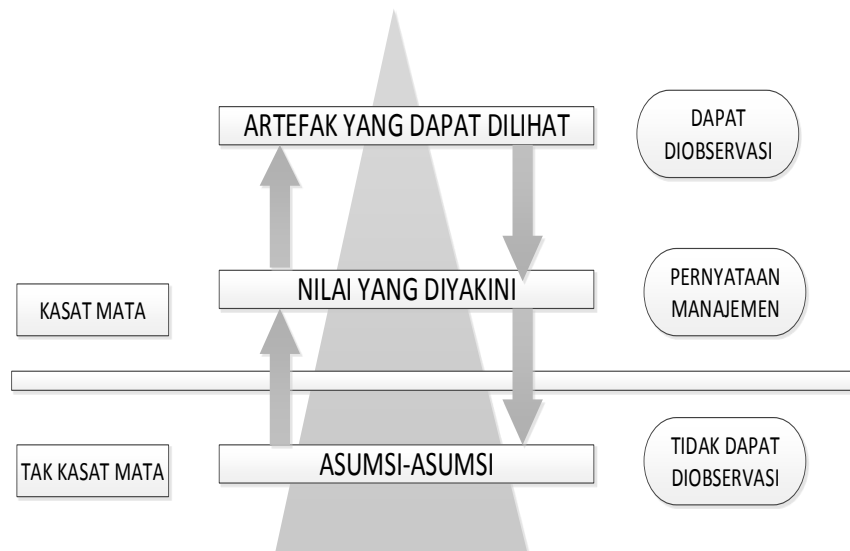 ARTEFAK YANG DAPAT DILIHAT
DAPAT
DIOBSERVASI
KASAT MATA
NILAI YANG DIYAKINI
PERNYATAAN
MANAJEMEN
TAK KASAT MATA
ASUMSI-ASUMSI
TIDAK DAPAT
DIOBSERVASI